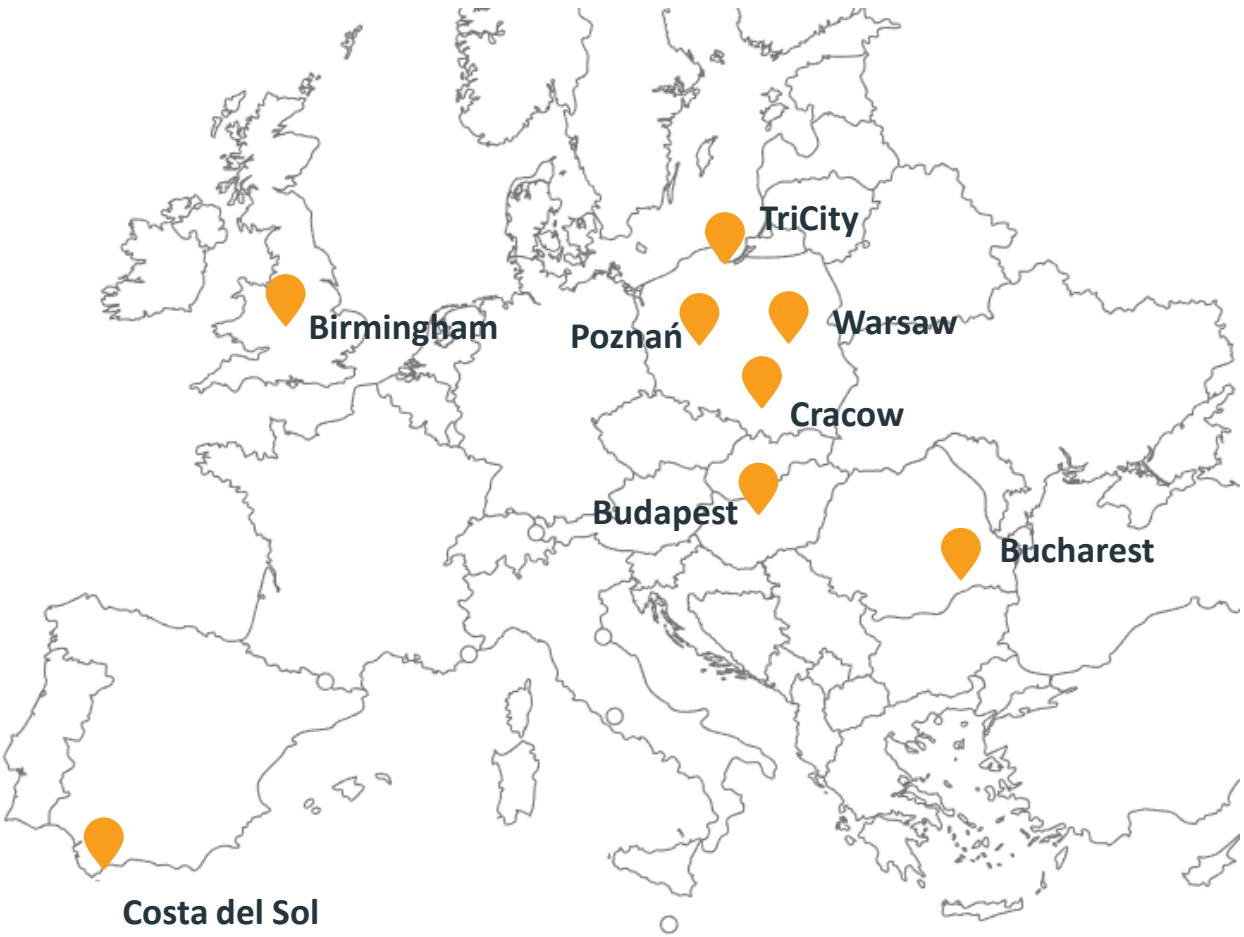 TriCity
Birmingham
Poznań
Warsaw
Cracow
Budapest
Bucharest
Costa del Sol